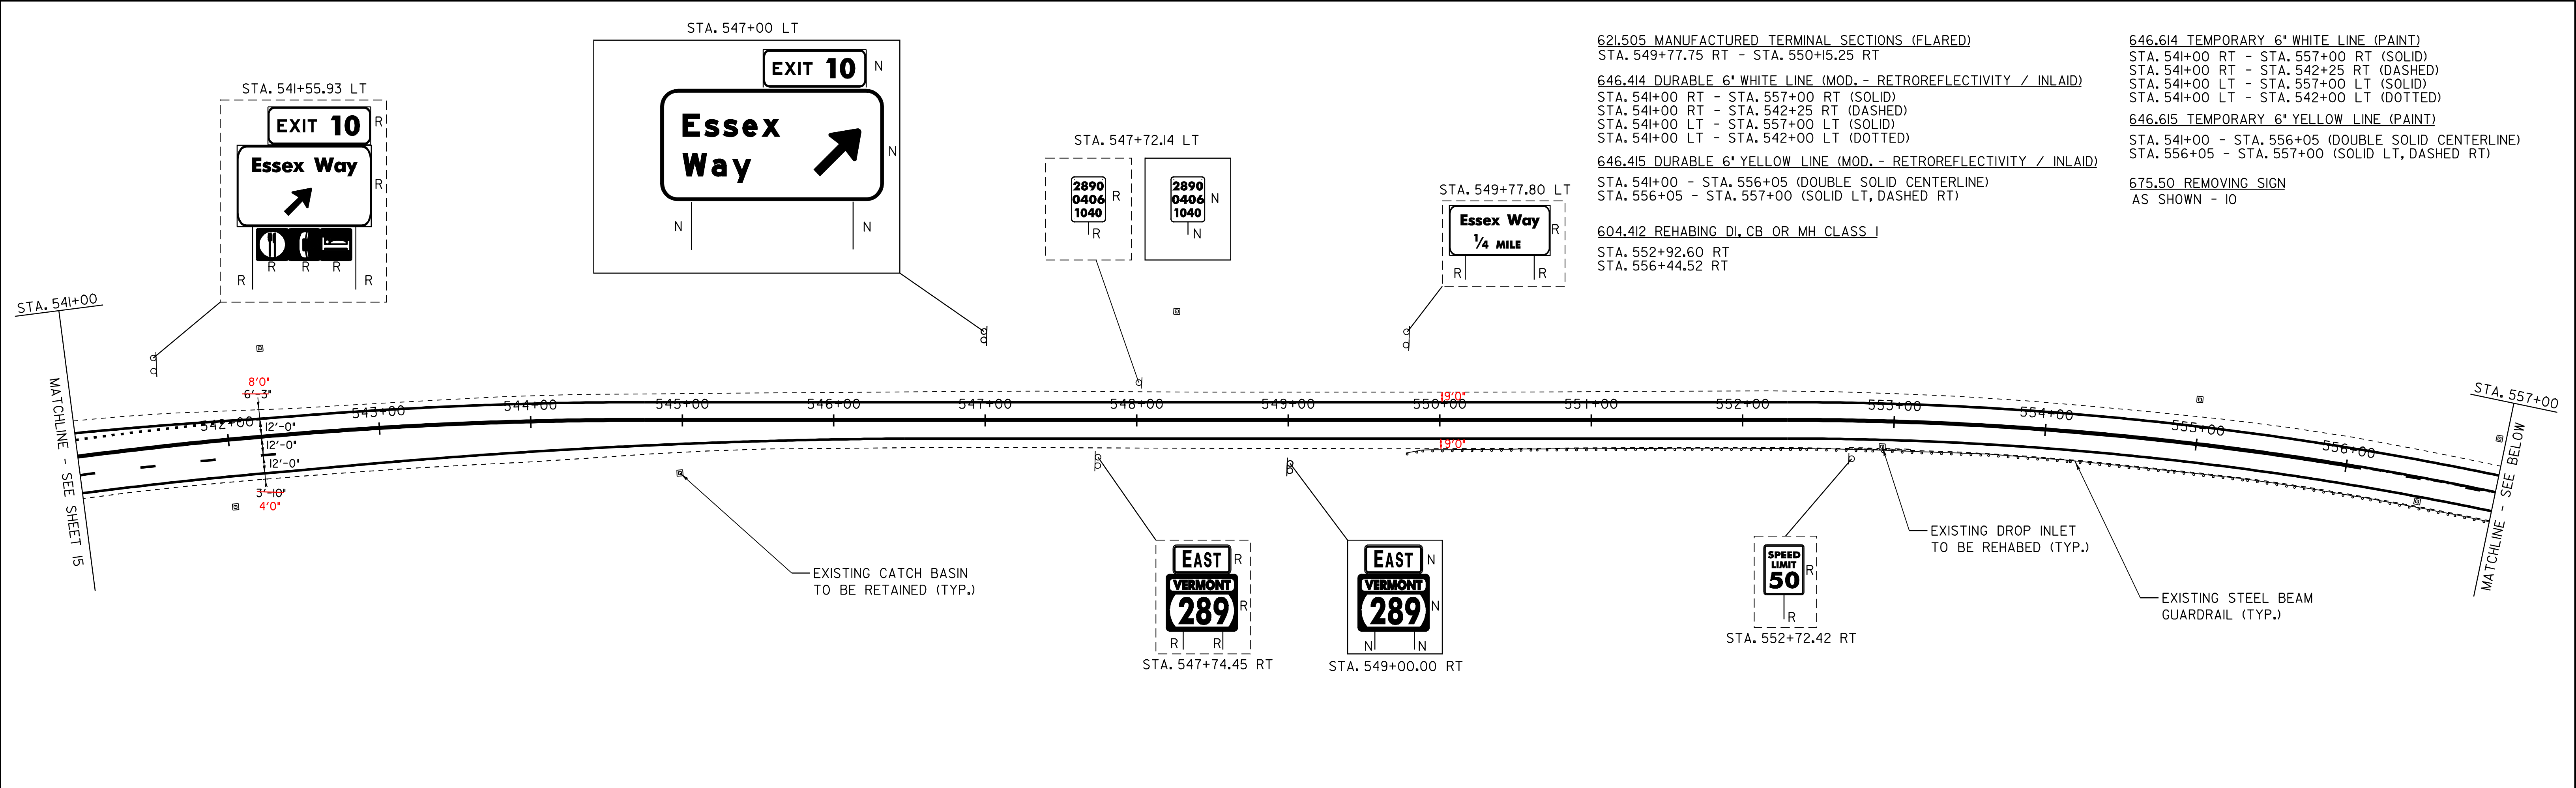 STA. 547+00 LT
EXIT 10 N
Essex
Way
N
N
N
STA. 541+55.93 LT
EXIT 10 R
Essex Way
R
R R R
R R
STA. 547+72.14 LT
2890
0406
1040
R
R
2890
0406
1040
N
N
STA. 549+77.80 LT
Essex Way
1/4 MILE
R
R R
621.505 MANUFACTURED TERMINAL SECTIONS (FLARED)
STA. 549+77.75 RT - STA. 550+15.25 RT
646.414 DURABLE 6" WHITE LINE (MOD. - RETROREFLECTIVITY / INLAID)
STA. 541+00 RT - STA. 557+00 RT (SOLID)
STA. 541+00 RT - STA. 542+25 RT (DASHED)
STA. 541+00 LT - STA. 557+00 LT (SOLID)
STA. 541+00 LT - STA. 542+00 LT (DOTTED)
646.415 DURABLE 6" YELLOW LINE (MOD. - RETROREFLECTIVITY / INLAID)
STA. 541+00 - STA. 556+05 (DOUBLE SOLID CENTERLINE)
STA. 556+05 - STA. 557+00 (SOLID LT, DASHED RT)
604.412 REHABING DI, CB OR MH CLASS I
STA. 552+92.60 RT
STA. 556+44.52 RT
646.614 TEMPORARY 6" WHITE LINE (PAINT)
STA. 541+00 RT - STA. 557+00 RT (SOLID)
STA. 541+00 RT - STA. 542+25 RT (DASHED)
STA. 541+00 LT - STA. 557+00 LT (SOLID)
STA. 541+00 LT - STA. 542+00 LT (DOTTED)
646.615 TEMPORARY 6" YELLOW LINE (PAINT)
STA. 541+00 - STA. 556+05 (DOUBLE SOLID CENTERLINE)
STA. 556+05 - STA. 557+00 (SOLID LT, DASHED RT)
675.50 REMOVING SIGN
AS SHOWN - 10
STA. 541+00
MATCHLINE - SEE SHEET 15
8'0"
6'-3"
12'-0"
12'-0"
12'-0"
3'-10"
4'0"
542+00
543+00
544+00
545+00
546+00
547+00
548+00
549+00
550+00
551+00
552+00
553+00
554+00
555+00
556+00
19'0"
19'0"
STA. 557+00
MATCHLINE - SEE BELOW
EXISTING CATCH BASIN
TO BE RETAINED (TYP.)
EAST R
VERMONT
289 R
R R
STA. 547+74.45 RT
EAST N
VERMONT
289 N
N N
STA. 549+00.00 RT
SPEED
LIMIT
50
R
R
STA. 552+72.42 RT
EXISTING DROP INLET
TO BE REHABED (TYP.)
EXISTING STEEL BEAM
GUARDRAIL (TYP.)